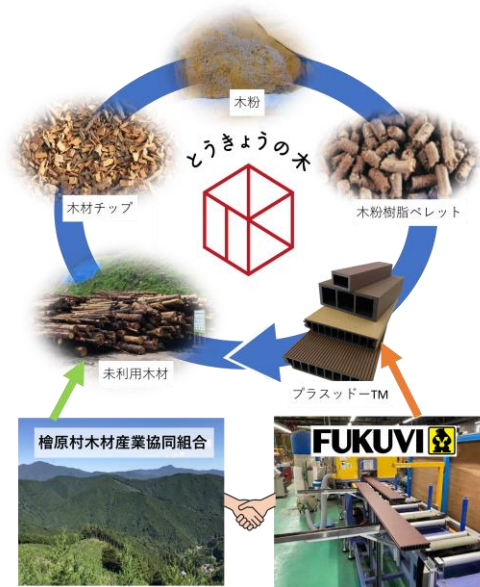 木粉
とうきょうの木
木材チップ
木粉樹脂ペレット
未利用木材
プラスッドーTM
檜原村木材産業協同組合
FUKUVI